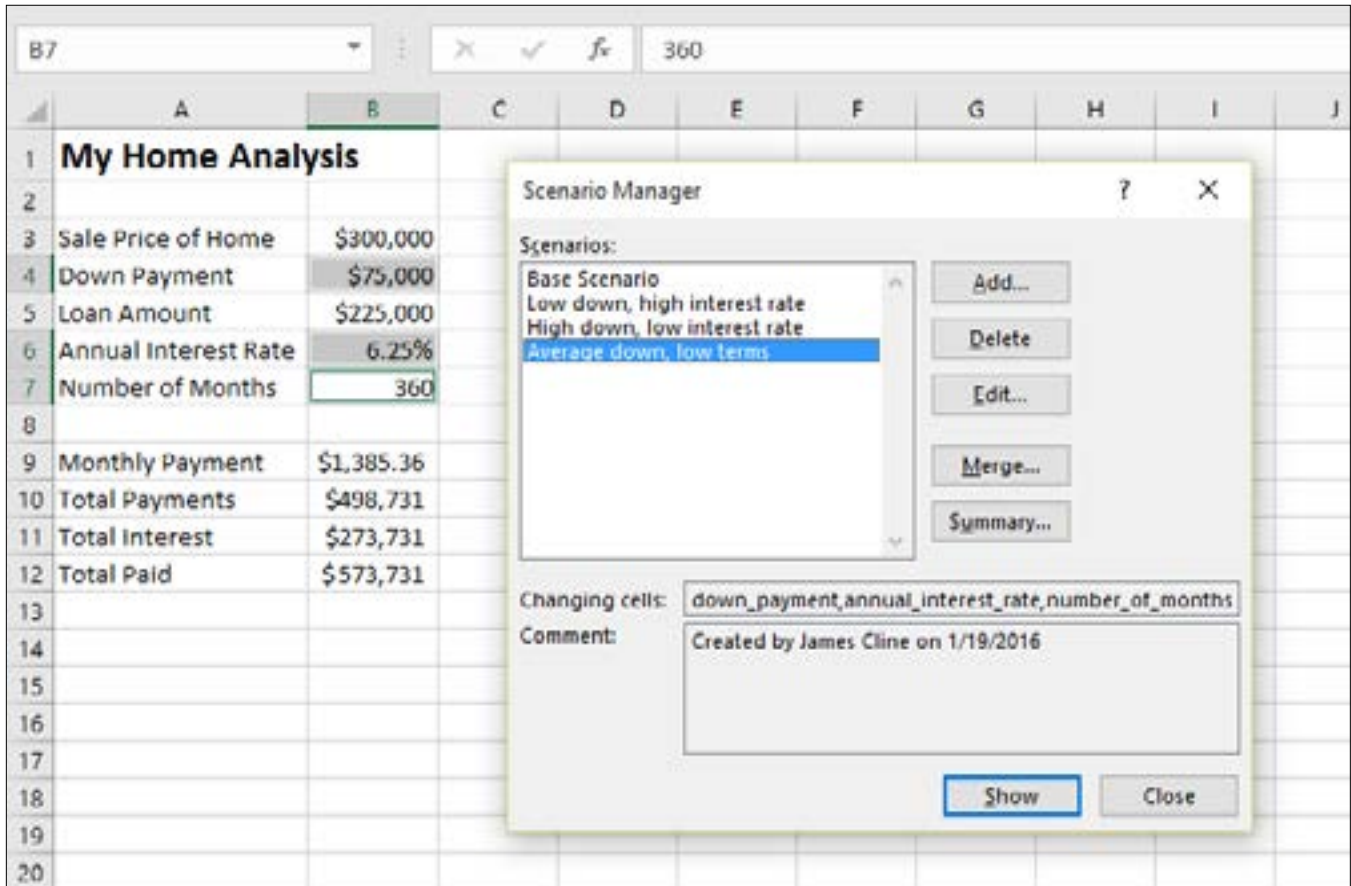 B7 fx 360
A B C D E F G H I J
1 My Home Analysis
2
3 Sale Price of Home $300,000
4 Down Payment $75,000
5 Loan Amount $225,000
6 Annual Interest Rate 6.25%
7 Number of Months 360
8
9 Monthly Payment $1,385.36
10 Total Payments $498,731
11 Total Interest $273,731
12 Total Paid $573,731
13
14
15
16
17
18
19
20
Scenario Manager ?
Scenarios:
Base Scenario
Low down, high interest rate
High down, low interest rate
Average down, low terms
Add...
Delete
Edit...
Merge...
Summary...
Changing cells: down_payment,annual_interest_rate,number_of_months
Comment: Created by James Cline on 1/19/2016
Show Close